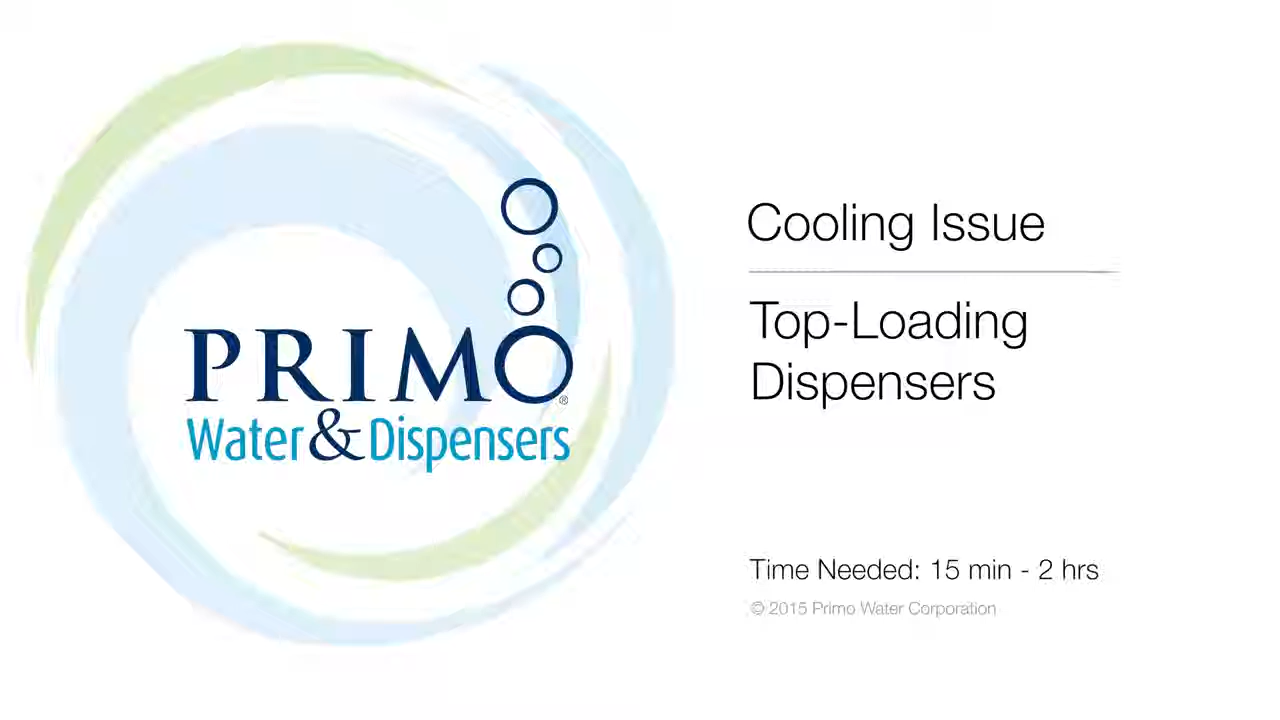 PRIMO®
Water & Dispensers
Cooling Issue
Top-Loading
Dispensers
Time Needed: 15 min - 2 hrs
© 2015 Primo Water Corporation